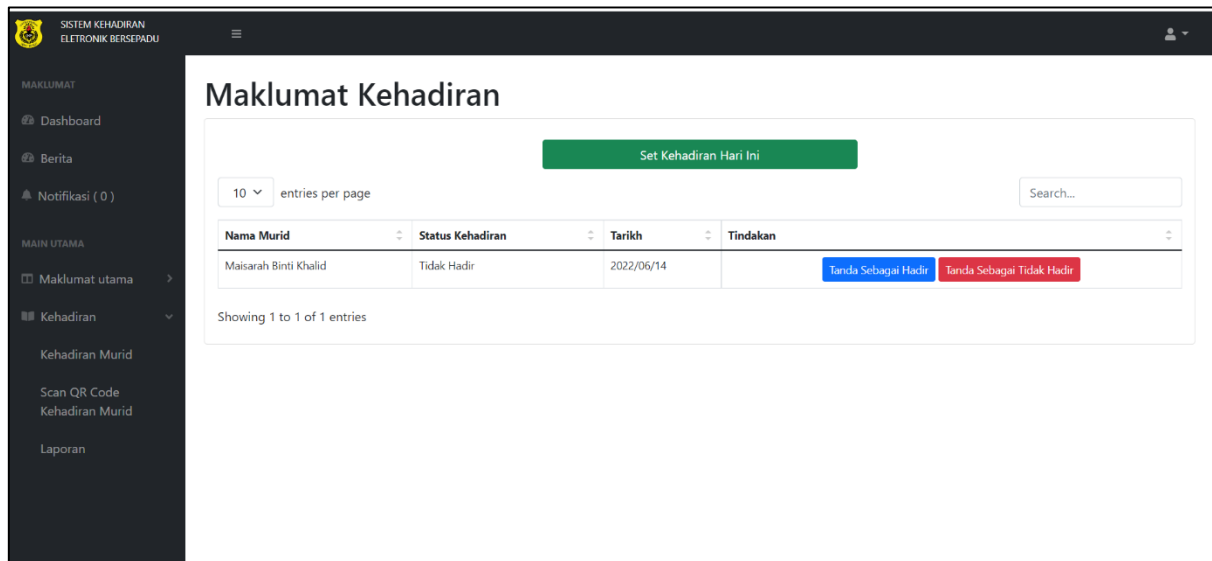 SISTEM KEHADIRAN
ELETRONIK BERSEPADU
MAKLUMAT
Dashboard
Berita
Notifikasi ( 0 )
MAIN UTAMA
Maklumat utama
Kehadiran
Kehadiran Murid
Scan QR Code
Kehadiran Murid
Laporan
Maklumat Kehadiran
Set Kehadiran Hari Ini
10 entries per page
Search...
Nama Murid Status Kehadiran Tarikh Tindakan
Maisarah Binti Khalid Tidak Hadir 2022/06/14 Tanda Sebagai Hadir Tanda Sebagai Tidak Hadir
Showing 1 to 1 of 1 entries